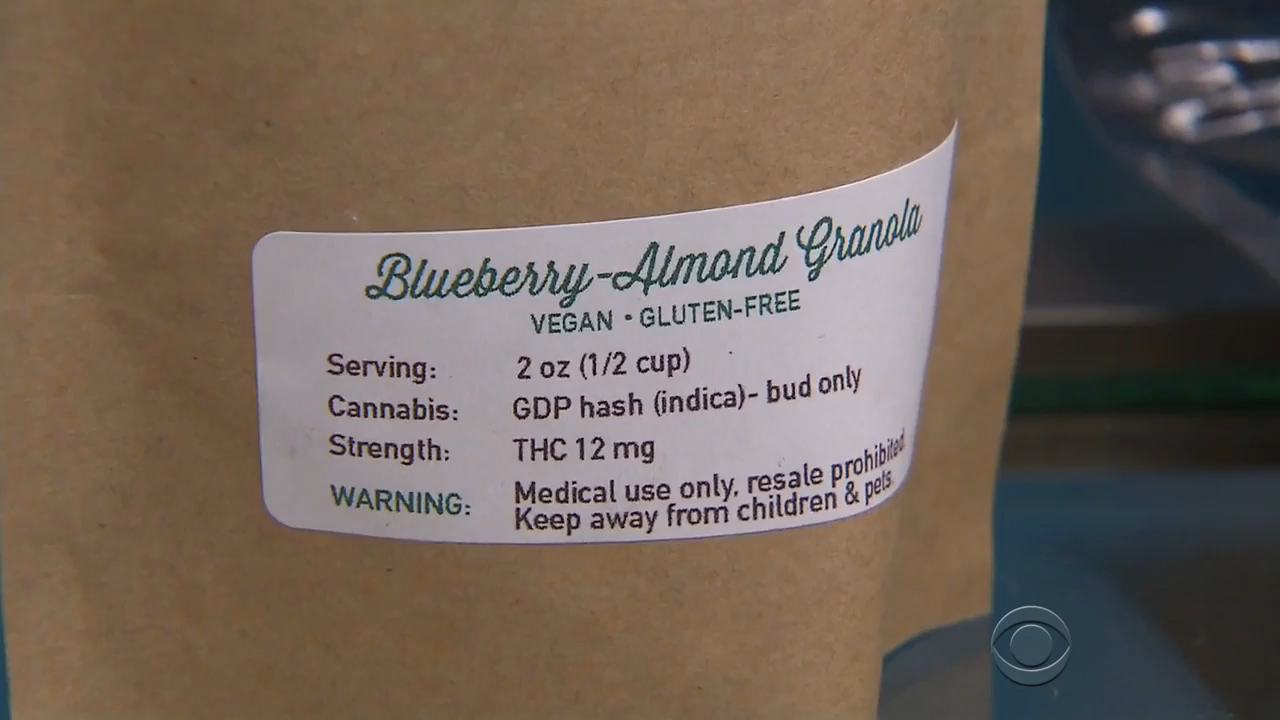 Blueberry-Almond Granola
VEGAN • GLUTEN-FREE
Serving: 2 oz (1/2 cup)
Cannabis: GDP hash (indica)- bud only
Strength: THC 12 mg
WARNING: Medical use only, resale prohibited.
Keep away from children & pets.